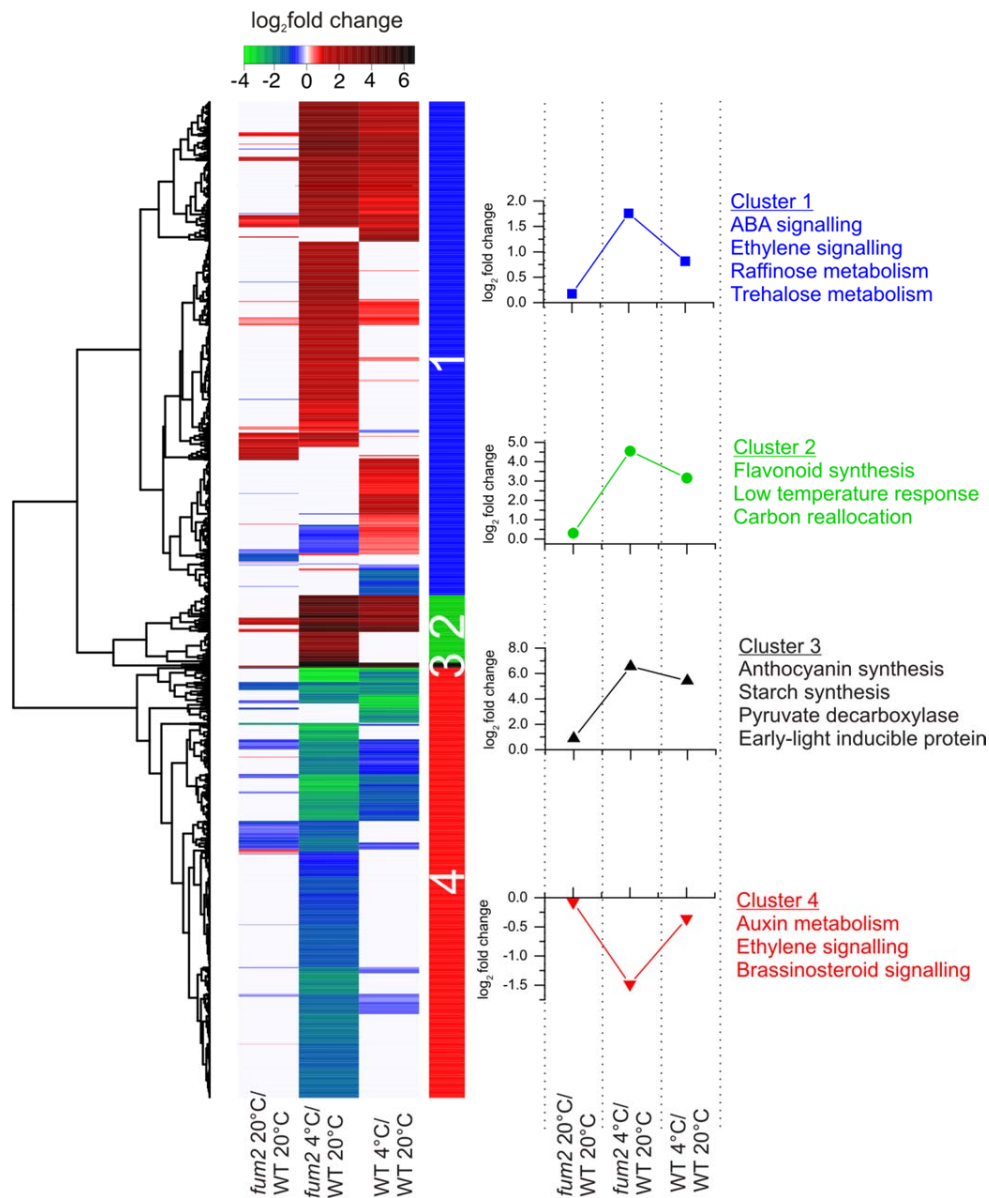 log2fold change
-4 -2 0 2 4 6
1
2
3
4
fum2 20°C/
WT 20°C
fum2 4°C/
WT 20°C
WT 4°C/
WT 20°C
log2 fold change
2.0
1.5
1.0
0.5
0.0
Cluster 1
ABA signalling
Ethylene signalling
Raffinose metabolism
Trehalose metabolism
log2 fold change
5.0
4.0
3.0
2.0
1.0
0.0
Cluster 2
Flavonoid synthesis
Low temperature response
Carbon reallocation
log2 fold change
8.0
6.0
4.0
2.0
0.0
Cluster 3
Anthocyanin synthesis
Starch synthesis
Pyruvate decarboxylase
Early-light inducible protein
log2 fold change
0.0
-0.5
-1.0
-1.5
Cluster 4
Auxin metabolism
Ethylene signalling
Brassinosteroid signalling
fum2 20°C/
WT 20°C
fum2 4°C/
WT 20°C
WT 4°C/
WT 20°C